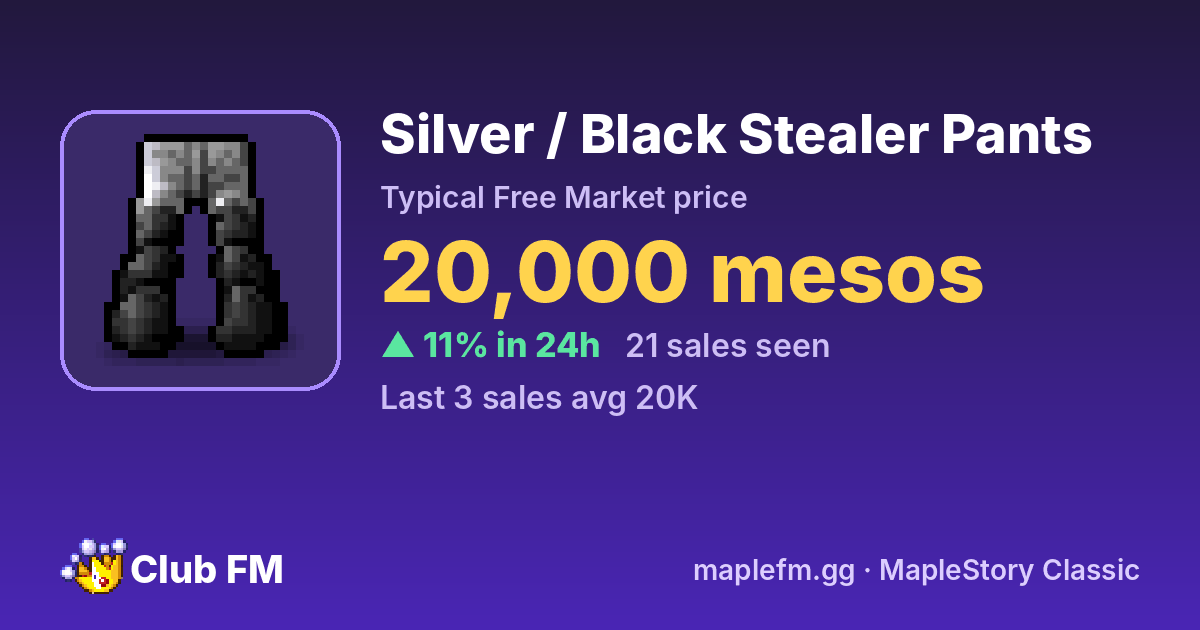 Silver / Black Stealer Pants
Typical Free Market price
20,000 mesos
▲ 11% in 24h 21 sales seen
Last 3 sales avg 20K
Club FM
maplefm.gg · MapleStory Classic